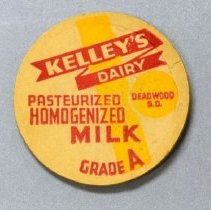 KELLEY'S
DAIRY
PASTEURIZED
HOMOGENIZED
DEADWOOD
S.D.
MILK
GRADE A